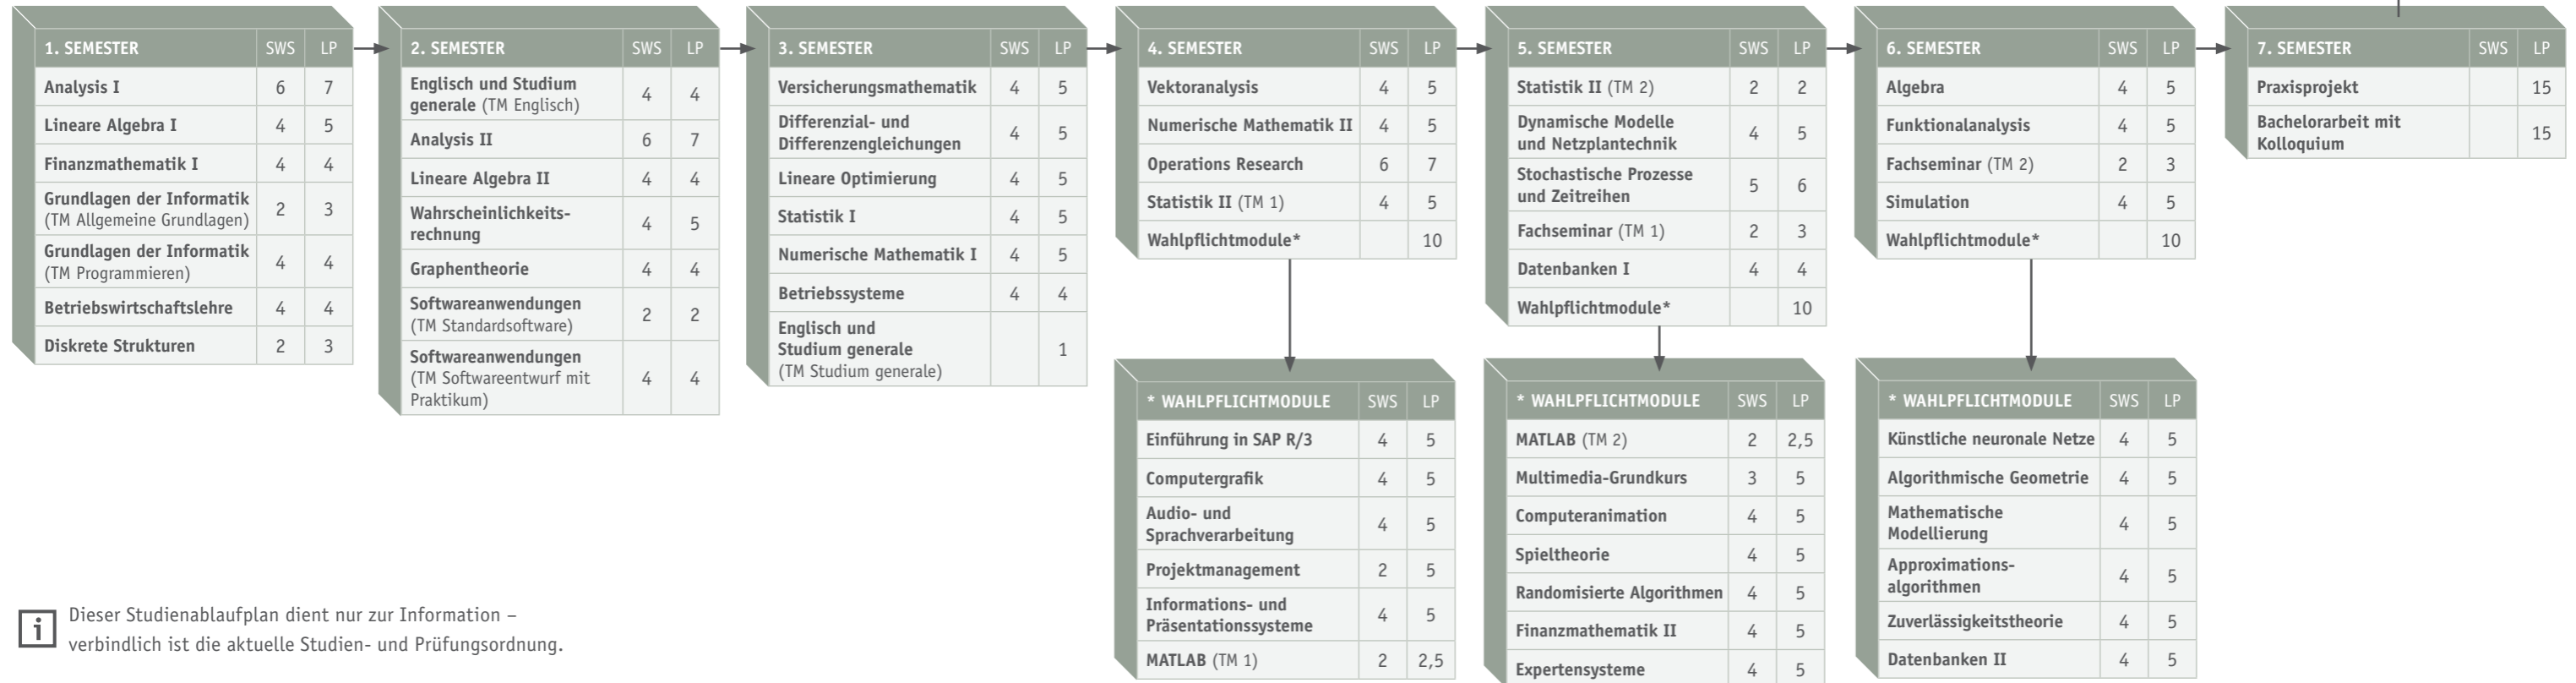 1. SEMESTER SWS LP
Analysis I 6 7
Lineare Algebra I 4 5
Finanzmathematik I 4 4
Grundlagen der Informatik
(TM Allgemeine Grundlagen) 2 3
Grundlagen der Informatik
(TM Programmieren) 4 4
Betriebswirtschaftslehre 4 4
Diskrete Strukturen 2 3
2. SEMESTER SWS LP
Englisch und Studium
generale (TM Englisch) 4 4
Analysis II 6 7
Lineare Algebra II 4 4
Wahrscheinlichkeits-
rechnung 4 5
Graphentheorie 4 4
Softwareanwendungen
(TM Standardsoftware) 2 2
Softwareanwendungen
(TM Softwareentwurf mit 4 4
Praktikum)
3. SEMESTER SWS LP
Versicherungsmathematik 4 5
Differenzial- und
Differenzengleichungen 4 5
Lineare Optimierung 4 5
Statistik I 4 5
Numerische Mathematik I 4 5
Betriebssysteme 4 4
Englisch und
Studium generale 1
(TM Studium generale)
4. SEMESTER SWS LP
Vektoranalysis 4 5
Numerische Mathematik II 4 5
Operations Research 6 7
Statistik II (TM 1) 4 5
Wahlpflichtmodule* 10
5. SEMESTER SWS LP
Statistik II (TM 2) 2 2
Dynamische Modelle
und Netzplantechnik 4 5
Stochastische Prozesse
und Zeitreihen 5 6
Fachseminar (TM 1) 2 3
Datenbanken I 4 4
Wahlpflichtmodule* 10
6. SEMESTER SWS LP
Algebra 4 5
Funktionalanalysis 4 5
Fachseminar (TM 2) 2 3
Simulation 4 5
Wahlpflichtmodule* 10
7. SEMESTER SWS LP
Praxisprojekt 15
Bachelorarbeit mit
Kolloquium 15
* WAHLPFLICHTMODULE SWS LP
Einführung in SAP R/3 4 5
Computergrafik 4 5
Audio- und
Sprachverarbeitung 4 5
Projektmanagement 2 5
Informations- und
Präsentationssysteme 4 5
MATLAB (TM 1) 2 2,5
* WAHLPFLICHTMODULE SWS LP
MATLAB (TM 2) 2 2,5
Multimedia-Grundkurs 3 5
Computeranimation 4 5
Spieltheorie 4 5
Randomisierte Algorithmen 4 5
Finanzmathematik II 4 5
Expertensysteme 4 5
* WAHLPFLICHTMODULE SWS LP
Künstliche neuronale Netze 4 5
Algorithmische Geometrie 4 5
Mathematische
Modellierung 4 5
Approximations-
algorithmen 4 5
Zuverlässigkeitstheorie 4 5
Datenbanken II 4 5
i Dieser Studienablaufplan dient nur zur Information –
verbindlich ist die aktuelle Studien- und Prüfungsordnung.